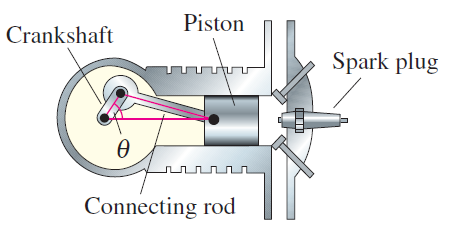 Piston
Crankshaft
Spark plug
θ
Connecting rod